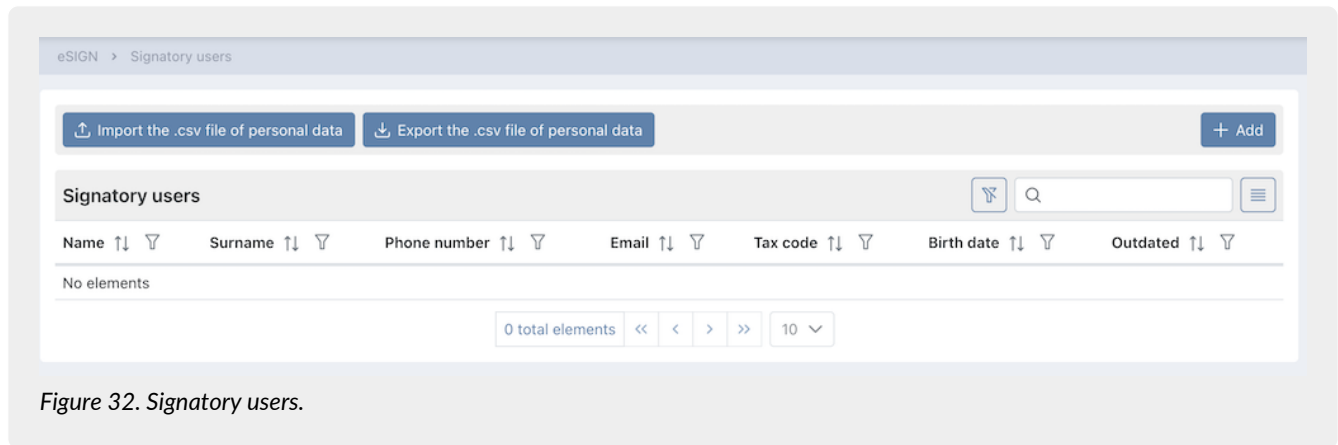 eSIGN > Signatory users
Import the .csv file of personal data Export the .csv file of personal data + Add
Signatory users
Name Surname Phone number Email Tax code Birth date Outdated
No elements
0 total elements << < > >> 10
Figure 32. Signatory users.